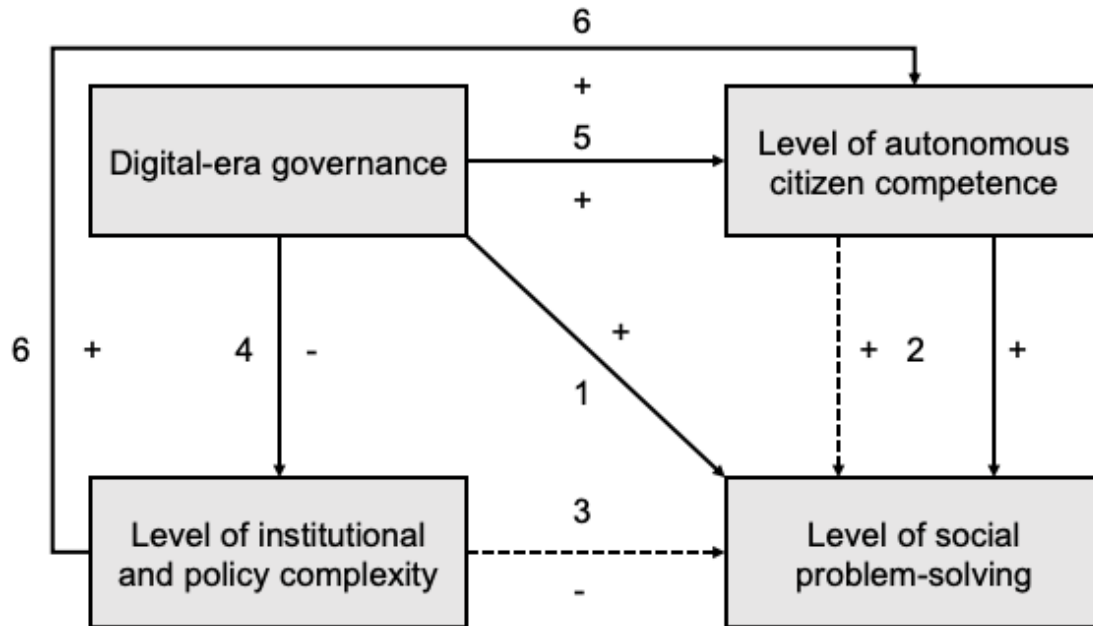 6
+
5
Digital-era governance
Level of autonomous
citizen competence
+
6
+
4
-
+
1
+
2
+
Level of institutional
and policy complexity
3
-
Level of social
problem-solving